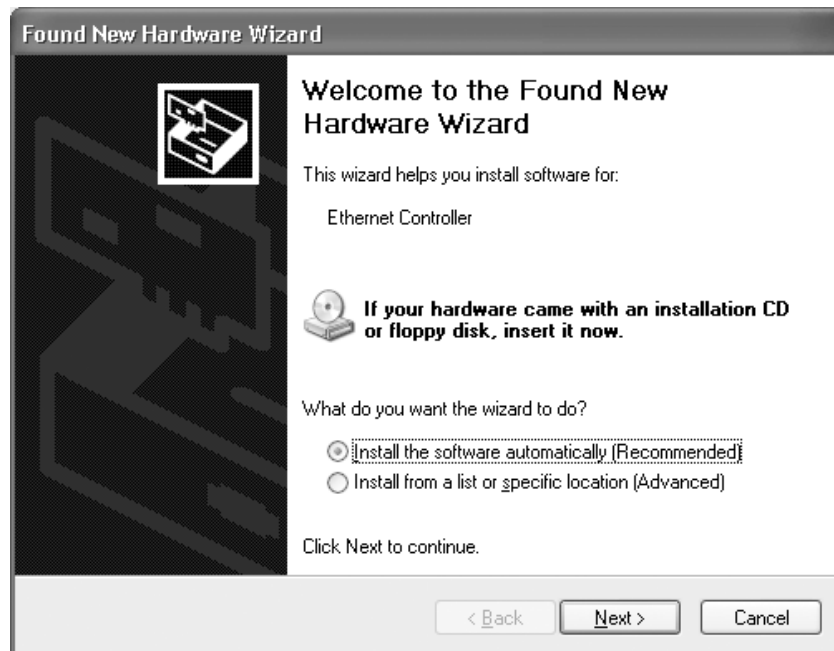 Found New Hardware Wizard
Welcome to the Found New
Hardware Wizard
This wizard helps you install software for:
Ethernet Controller
If your hardware came with an installation CD
or floppy disk, insert it now.
What do you want the wizard to do?
Install the software automatically (Recommended)
Install from a list or specific location (Advanced)
Click Next to continue.
< Back Next > Cancel